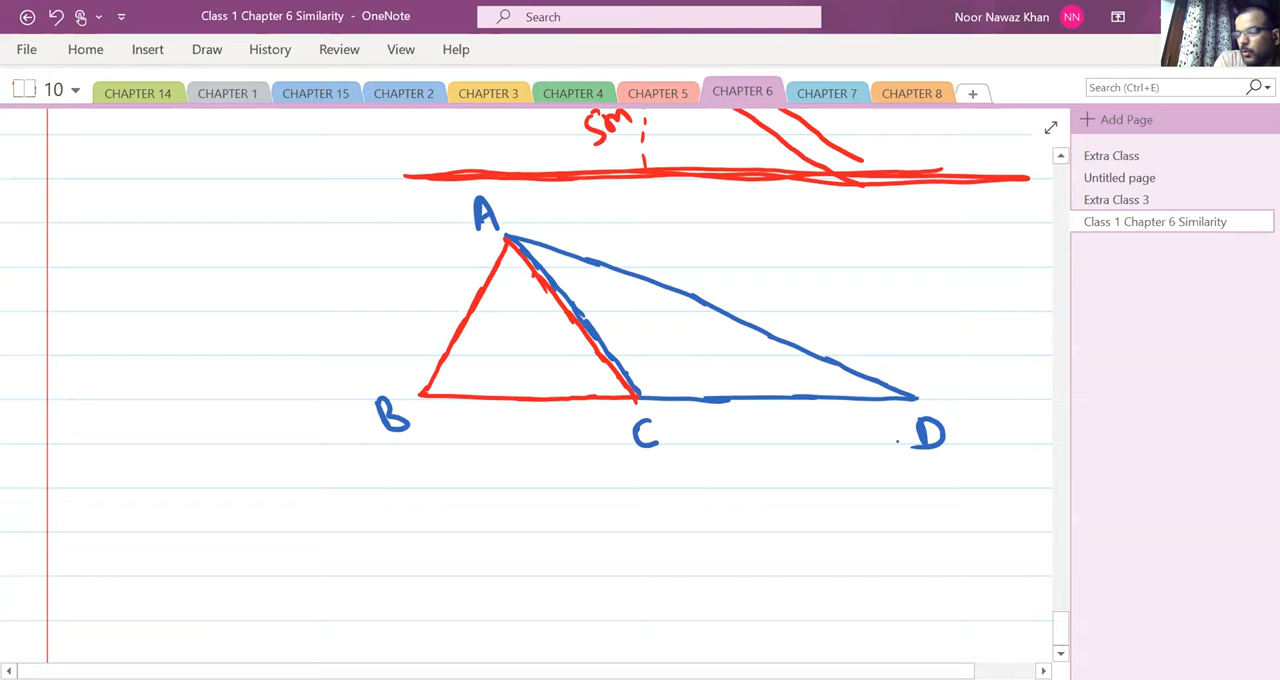 Class 1 Chapter 6 Similarity - OneNote
Search
Noor Nawaz Khan NN
File Home Insert Draw History Review View Help
10 CHAPTER 14 CHAPTER 1 CHAPTER 15 CHAPTER 2 CHAPTER 3 CHAPTER 4 CHAPTER 5 CHAPTER 6 CHAPTER 7 CHAPTER 8 +
Search (Ctrl+E)
Add Page
Extra Class
Untitled page
Extra Class 3
Class 1 Chapter 6 Similarity
5m
A
B
C
D